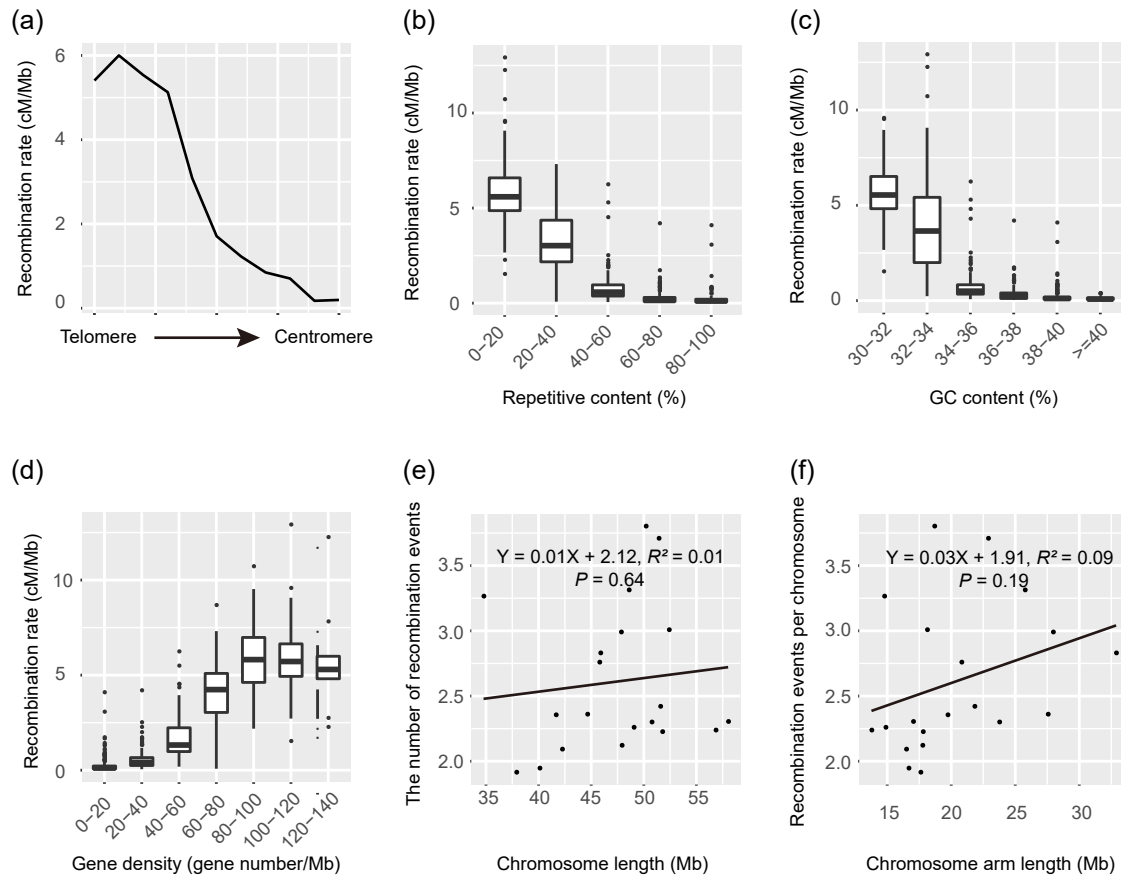 (a)
Recombination rate (cM/Mb)
6
4
2
0
Telomere
Centromere
(b)
Recombination rate (cM/Mb)
10
5
0
0−20
20−40
40−60
60−80
80−100
Repetitive content (%)
(c)
Recombination rate (cM/Mb)
10
5
0
30−32
32−34
34−36
36−38
38−40
>=40
GC content (%)
(d)
Recombination rate (cM/Mb)
10
5
0
0−20
20−40
40−60
60−80
80−100
100−120
120−140
Gene density (gene number/Mb)
(e)
The number of recombination events
3.5
3.0
2.5
2.0
Y = 0.01X + 2.12, R² = 0.01
P = 0.64
35
40
45
50
55
Chromosome length (Mb)
(f)
Recombination events per chromosome
3.5
3.0
2.5
2.0
Y = 0.03X + 1.91, R² = 0.09
P = 0.19
15
20
25
30
Chromosome arm length (Mb)